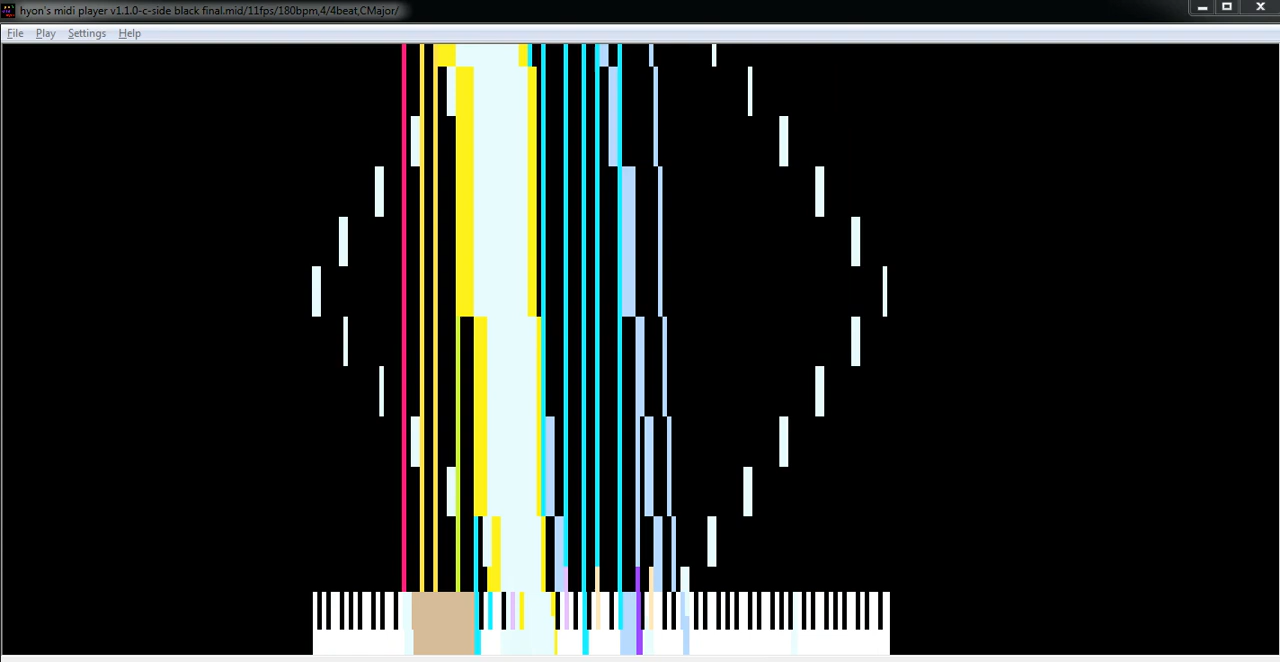 hyon's midi player v1.1.0-c-side black final.mid/11fps/180bpm,4/4beat,CMajor/
File Play Settings Help